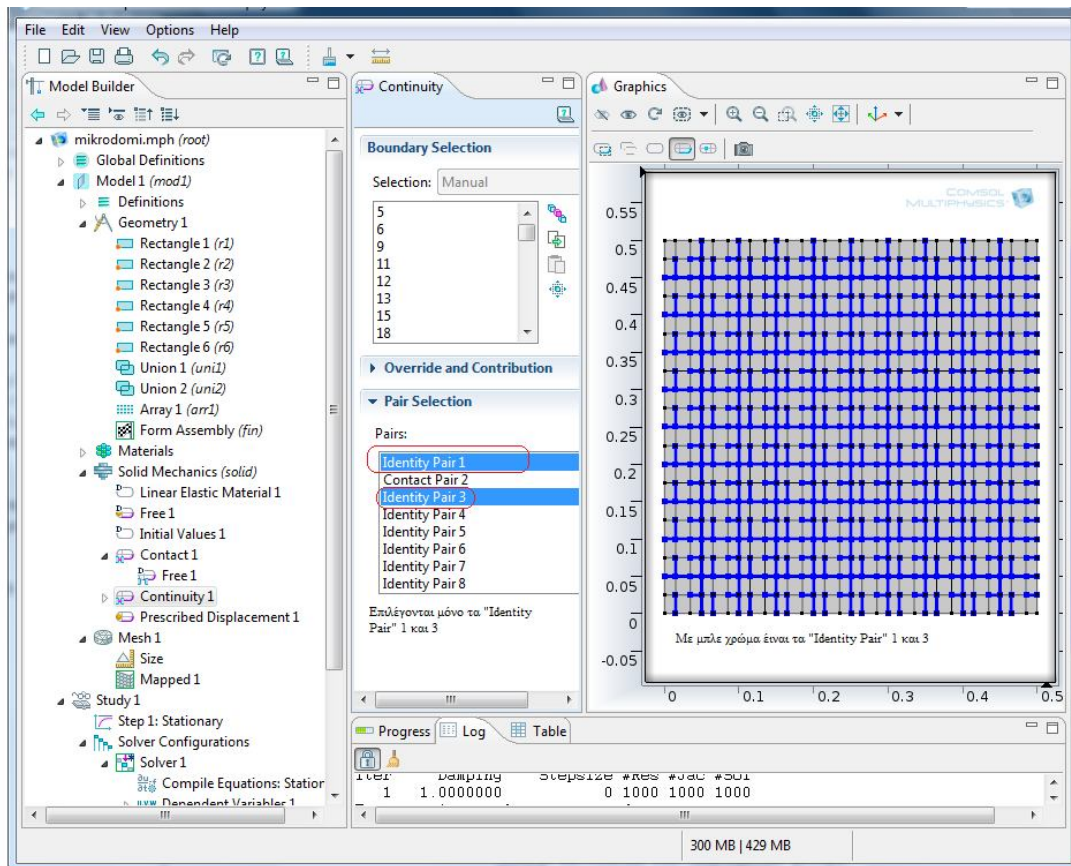 File Edit View Options Help
Model Builder
mikrodomi.mph (root)
Global Definitions
Model 1 (mod1)
Definitions
Geometry 1
Rectangle 1 (r1)
Rectangle 2 (r2)
Rectangle 3 (r3)
Rectangle 4 (r4)
Rectangle 5 (r5)
Rectangle 6 (r6)
Union 1 (uni1)
Union 2 (uni2)
Array 1 (arr1)
Form Assembly (fin)
Materials
Solid Mechanics (solid)
Linear Elastic Material 1
Free 1
Initial Values 1
Contact 1
Free 1
Continuity 1
Prescribed Displacement 1
Mesh 1
Size
Mapped 1
Study 1
Step 1: Stationary
Solver Configurations
Solver 1
Compile Equations: Station
Dependent Variables 1
Continuity
Boundary Selection
Selection: Manual
5
6
9
11
12
13
15
18
Override and Contribution
Pair Selection
Pairs:
Identity Pair 1
Contact Pair 2
Identity Pair 3
Identity Pair 4
Identity Pair 5
Identity Pair 6
Identity Pair 7
Identity Pair 8
Επιλέγονται μόνο τα "Identity
Pair" 1 και 3
Graphics
COMSOL
MULTIPHYSICS
0.55
0.5
0.45
0.4
0.35
0.3
0.25
0.2
0.15
0.1
0.05
0
-0.05
Με μπλε χρώμα έιναι τα "Identity Pair" 1 και 3
0 0.1 0.2 0.3 0.4 0.5
Progress Log Table
Iter Damping Stepsize #Res #Jac #Sol
1 1.0000000 0 1000 1000 1000
300 MB | 429 MB